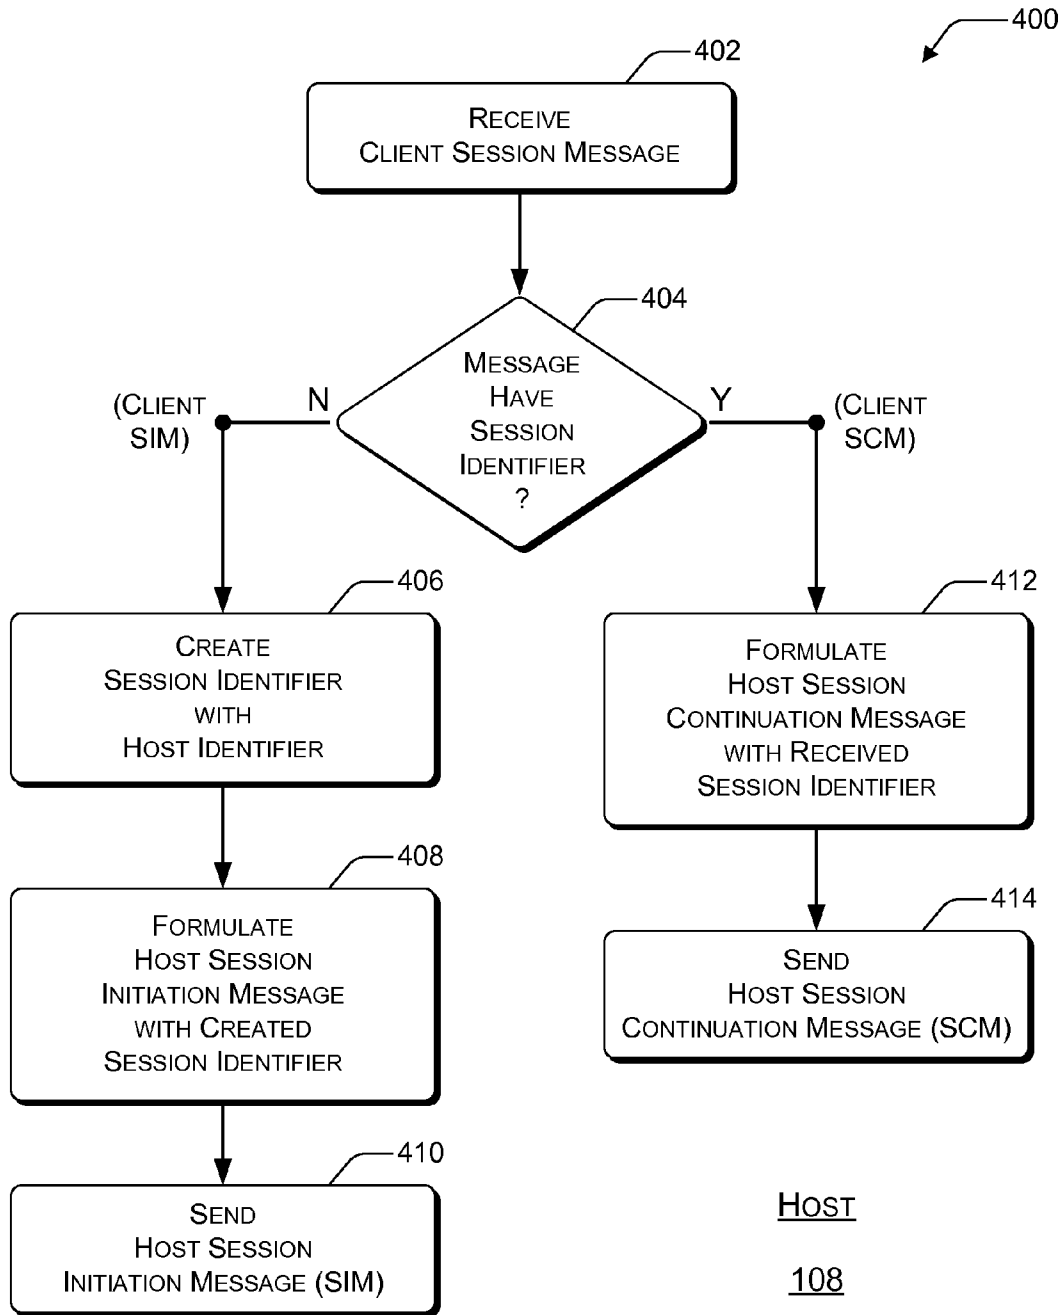 400
402
RECEIVE
CLIENT SESSION MESSAGE
404
MESSAGE
HAVE
SESSION
IDENTIFIER
?
N
(CLIENT
SIM)
Y
(CLIENT
SCM)
406
CREATE
SESSION IDENTIFIER
WITH
HOST IDENTIFIER
408
FORMULATE
HOST SESSION
INITIATION MESSAGE
WITH CREATED
SESSION IDENTIFIER
410
SEND
HOST SESSION
INITIATION MESSAGE (SIM)
412
FORMULATE
HOST SESSION
CONTINUATION MESSAGE
WITH RECEIVED
SESSION IDENTIFIER
414
SEND
HOST SESSION
CONTINUATION MESSAGE (SCM)
HOST
108